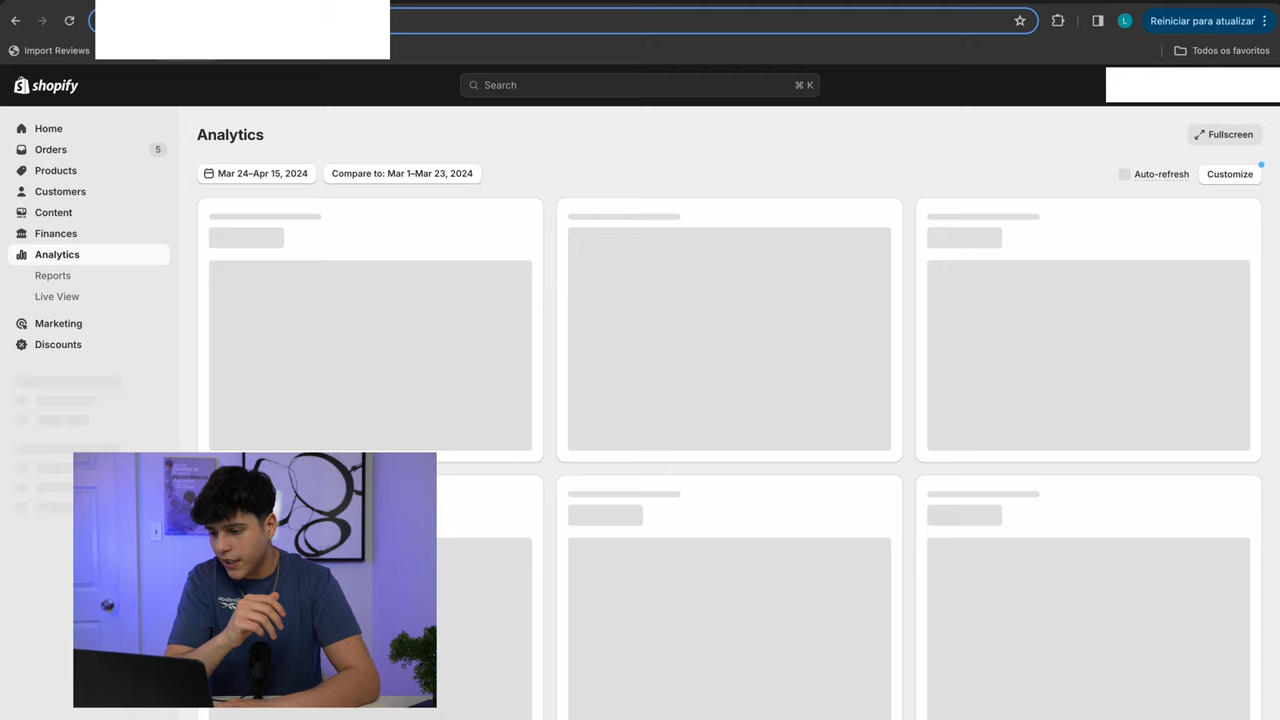 Reiniciar para atualizar
Import Reviews
Todos os favoritos
shopify
Search
⌘ K
Home
Orders
5
Products
Customers
Content
Finances
Analytics
Reports
Live View
Marketing
Discounts
Analytics
Fullscreen
Mar 24–Apr 15, 2024
Compare to: Mar 1–Mar 23, 2024
Auto-refresh
Customize
L